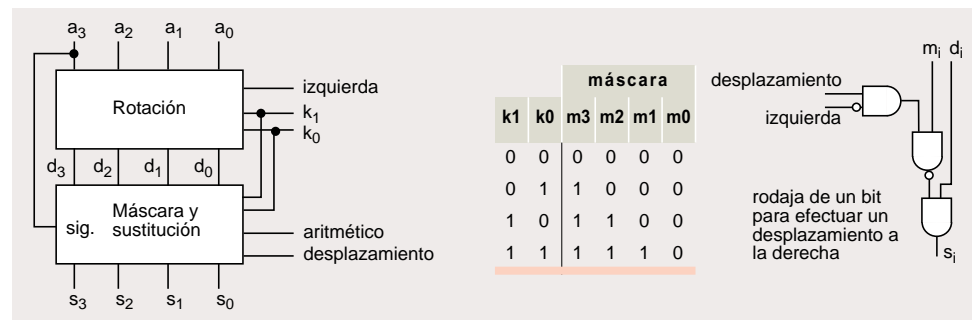 a3 a2 a1 a0
Rotación
izquierda
k1
k0
d3 d2 d1 d0
sig.
Máscara y
sustitución
aritmético
desplazamiento
s3 s2 s1 s0
máscara
k1 k0 m3 m2 m1 m0
0 0 0 0 0 0
0 1 1 0 0 0
1 0 1 1 0 0
1 1 1 1 1 0
mi di
desplazamiento
izquierda
rodaja de un bit
para efectuar un
desplazamiento a
la derecha
si